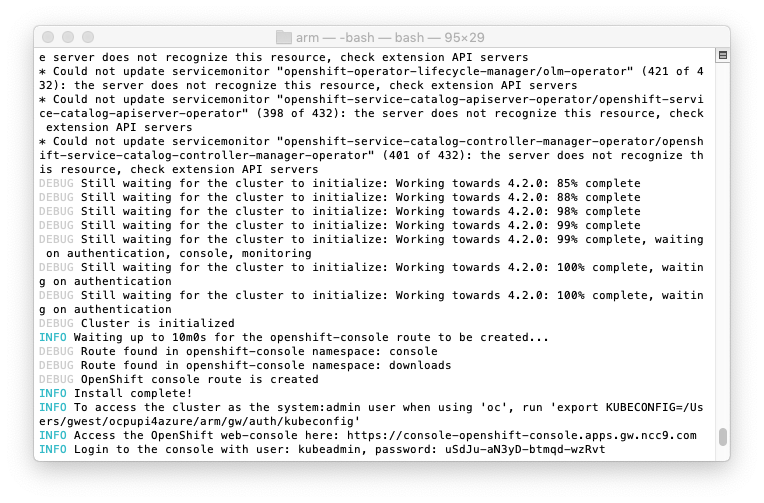 arm — -bash — bash — 95×29
e server does not recognize this resource, check extension API servers
* Could not update servicemonitor "openshift-operator-lifecycle-manager/olm-operator" (421 of 4
32): the server does not recognize this resource, check extension API servers
* Could not update servicemonitor "openshift-service-catalog-apiserver-operator/openshift-servi
ce-catalog-apiserver-operator" (398 of 432): the server does not recognize this resource, check
 extension API servers
* Could not update servicemonitor "openshift-service-catalog-controller-manager-operator/opensh
ift-service-catalog-controller-manager-operator" (401 of 432): the server does not recognize th
is resource, check extension API servers
DEBUG Still waiting for the cluster to initialize: Working towards 4.2.0: 85% complete
DEBUG Still waiting for the cluster to initialize: Working towards 4.2.0: 88% complete
DEBUG Still waiting for the cluster to initialize: Working towards 4.2.0: 98% complete
DEBUG Still waiting for the cluster to initialize: Working towards 4.2.0: 99% complete
DEBUG Still waiting for the cluster to initialize: Working towards 4.2.0: 99% complete, waiting
 on authentication, console, monitoring
DEBUG Still waiting for the cluster to initialize: Working towards 4.2.0: 100% complete, waitin
g on authentication
DEBUG Still waiting for the cluster to initialize: Working towards 4.2.0: 100% complete, waitin
g on authentication
DEBUG Cluster is initialized
INFO Waiting up to 10m0s for the openshift-console route to be created...
DEBUG Route found in openshift-console namespace: console
DEBUG Route found in openshift-console namespace: downloads
DEBUG OpenShift console route is created
INFO Install complete!
INFO To access the cluster as the system:admin user when using 'oc', run 'export KUBECONFIG=/Us
ers/gwest/ocpupi4azure/arm/gw/auth/kubeconfig'
INFO Access the OpenShift web-console here: https://console-openshift-console.apps.gw.ncc9.com
INFO Login to the console with user: kubeadmin, password: uSdJu-aN3yD-btmqd-wzRvt